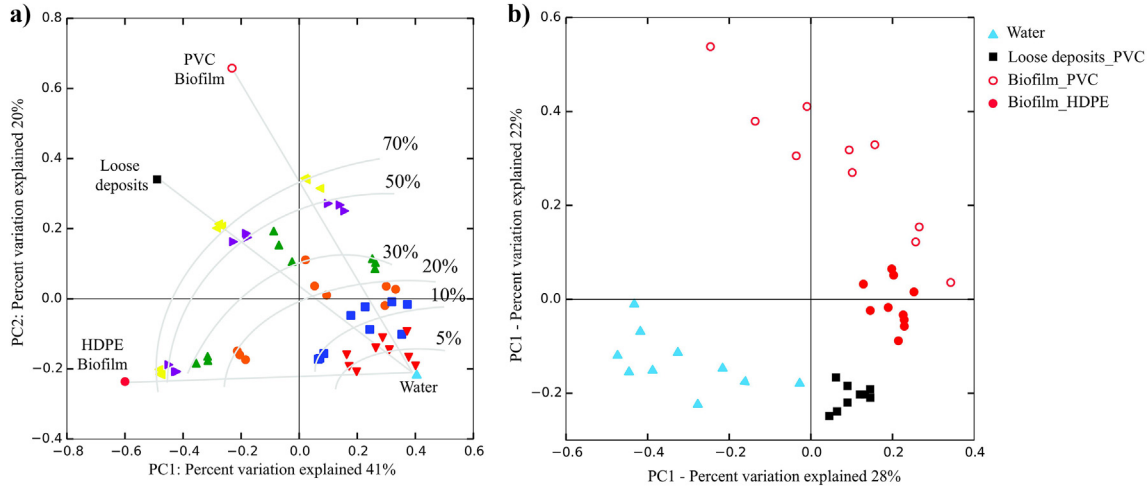 a)
0.8
0.6
0.4
0.2
0.0
−0.2
−0.4
−0.6
−0.4
−0.2
0.0
0.2
0.4
0.6
PC2: Percent variation explained 20%
PC1: Percent variation explained 41%
PVC
Biofilm
Loose
deposits
HDPE
Biofilm
Water
70%
50%
30%
20%
10%
5%
b)
0.6
0.4
0.2
0.0
−0.2
−0.6
−0.4
−0.2
0.0
0.2
0.4
PC1 - Percent variation explained 22%
PC1 - Percent variation explained 28%
Water
Loose deposits_PVC
Biofilm_PVC
Biofilm_HDPE